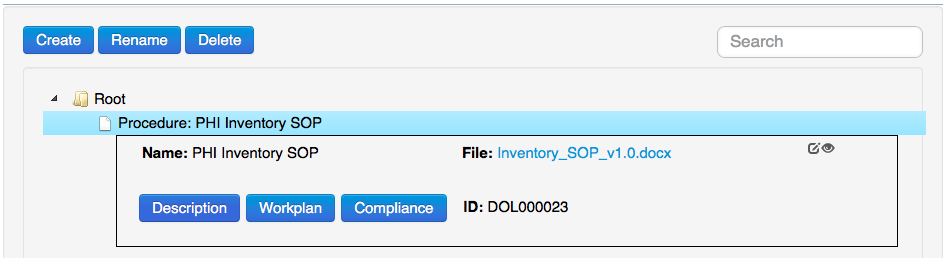 Create Rename Delete Search
Root
Procedure: PHI Inventory SOP
Name: PHI Inventory SOP File: Inventory_SOP_v1.0.docx
Description Workplan Compliance ID: DOL000023